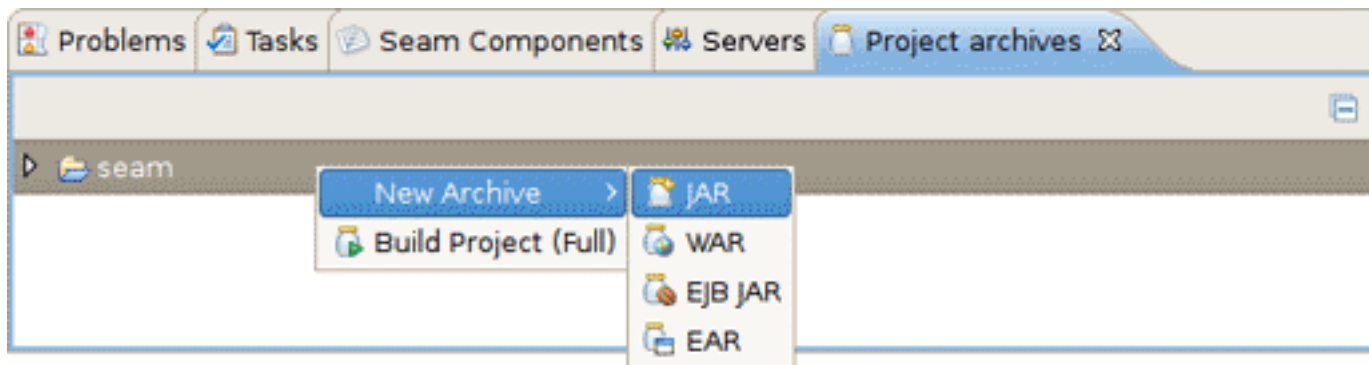 Problems Tasks Seam Components Servers Project archives
seam
New Archive > JAR
Build Project (Full) WAR
EJB JAR
EAR